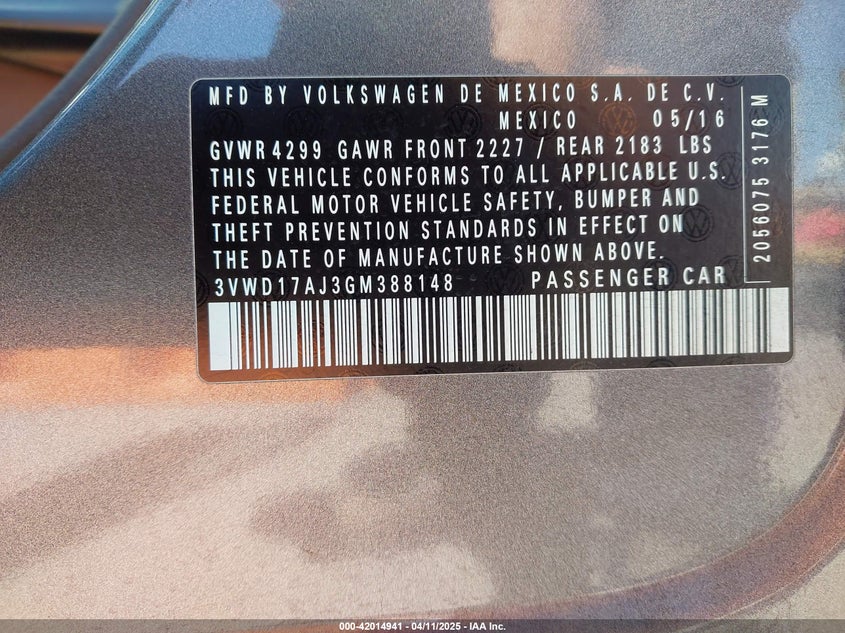 MFD BY VOLKSWAGEN DE MEXICO S.A. DE C.V.
MEXICO 05/16
GVWR 4299 GAWR FRONT 2227 / REAR 2183 LBS
THIS VEHICLE CONFORMS TO ALL APPLICABLE U.S.
FEDERAL MOTOR VEHICLE SAFETY, BUMPER AND
THEFT PREVENTION STANDARDS IN EFFECT ON
THE DATE OF MANUFACTURE SHOWN ABOVE.
3VWD17AJ3GM388148 PASSENGER CAR
2056075 3176 M
000-42014941 - 04/11/2025 - IAA Inc.